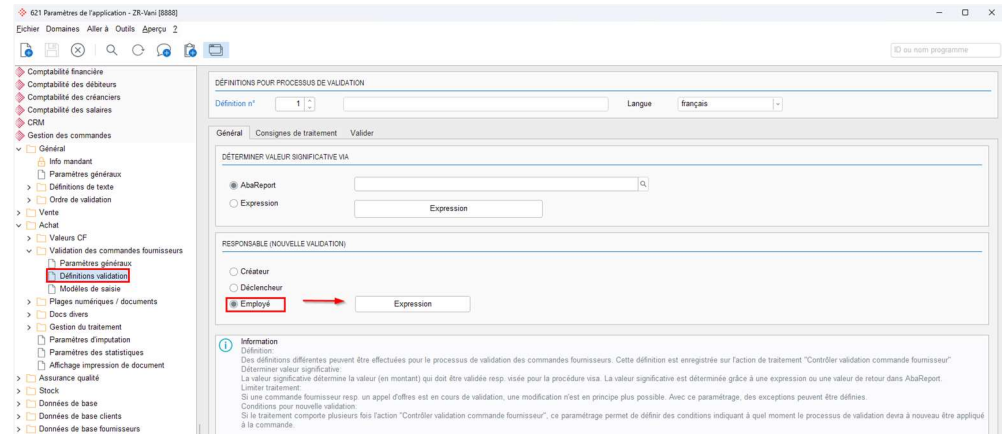 621 Paramètres de l'application - ZR-Vani [8888]
Eichier Domaines Aller à Outils Aperçu ?
ID ou nom programme
Comptabilité financière
Comptabilité des débiteurs
Comptabilité des créanciers
Comptabilité des salaires
CRM
Gestion des commandes
Général
Info mandant
Paramètres généraux
Définitions de texte
Ordre de validation
Vente
Achat
Valeurs CF
Validation des commandes fournisseurs
Paramètres généraux
Définitions validation
Modèles de saisie
Plages numériques / documents
Docs divers
Gestion du traitement
Paramètres d'imputation
Paramètres des statistiques
Affichage impression de document
Assurance qualité
Stock
Données de base
Données de base clients
Données de base fournisseurs
DÉFINITIONS POUR PROCESSUS DE VALIDATION
Définition n° 1 Langue français
Général Consignes de traitement Valider
DÉTERMINER VALEUR SIGNIFICATIVE VIA
AbaReport
Expression Expression
RESPONSABLE (NOUVELLE VALIDATION)
Créateur
Déclencheur
Employé Expression
Information
Définition:
Des définitions différentes peuvent être effectuées pour le processus de validation des commandes fournisseurs. Cette définition est enregistrée sur l'action de traitement "Contrôler validation commande fournisseur"
Déterminer valeur significative:
La valeur significative détermine la valeur (en montant) qui doit être validée resp. visée pour la procédure visa. La valeur significative est déterminée grâce à une expression ou une valeur de retour dans AbaReport.
Limiter traitement:
Si une commande fournisseur resp. un appel d'offres est en cours de validation, une modification n'est en principe plus possible. Avec ce paramétrage, des exceptions peuvent être définies.
Conditions pour nouvelle validation:
Si le traitement comporte plusieurs fois l'action "Contrôler validation commande fournisseur", ce paramétrage permet de définir des conditions indiquant à quel moment le processus de validation devra à nouveau être appliqué
à la commande.